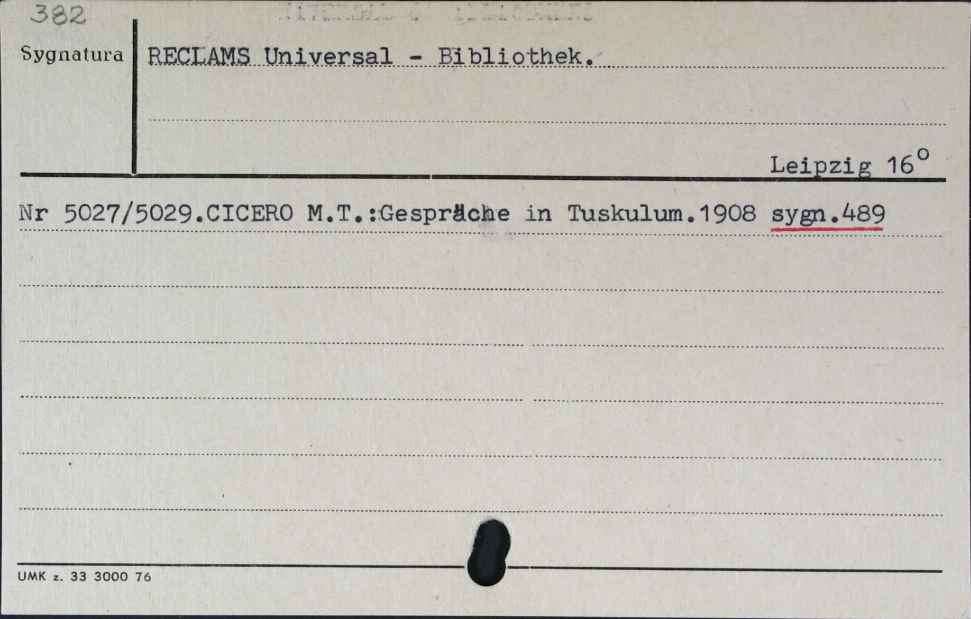 382
Sygnatura
RECLAMS Universal - Bibliothek.
Leipzig 16°
Nr 5027/5029.CICERO M.T.:Gespräche in Tuskulum.1908 sygn.489
UMK z. 33 3000 76